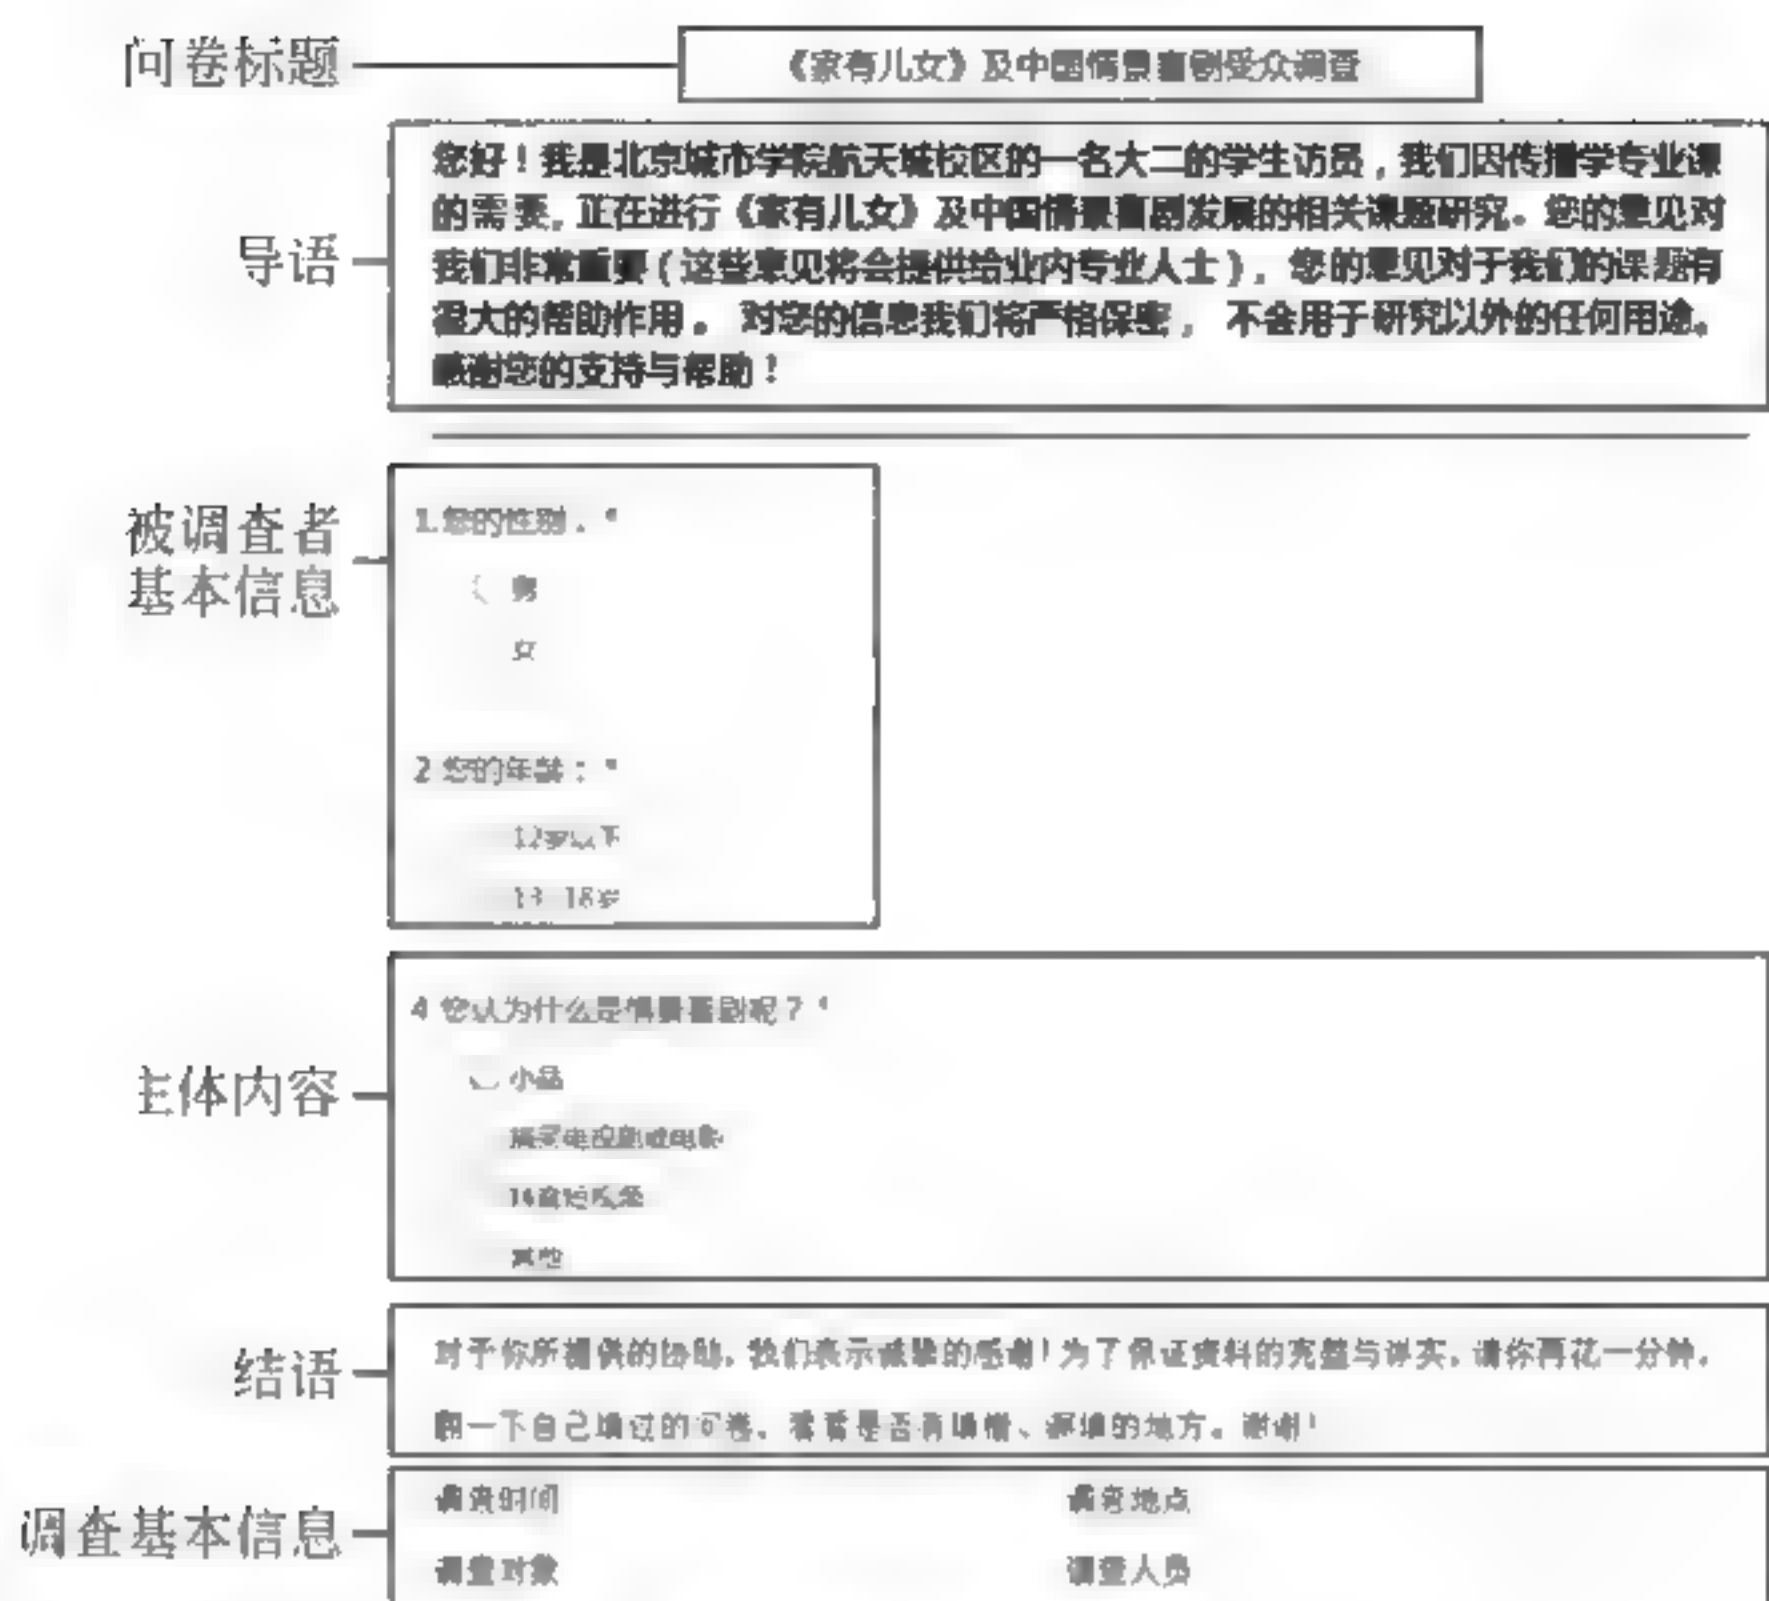 问卷标题
《家有儿女》及中国情景喜剧受众调查
导语
您好！我是北京城市学院航天城校区的一名大二的学生访员，我们因传播学专业课
的需要，正在进行《家有儿女》及中国情景喜剧发展的相关课题研究。您的意见对
我们非常重要（这些意见将会提供给业内专业人士），您的意见对于我们的课题有
很大的帮助作用。对您的信息我们将严格保密，不会用于研究以外的任何用途。
感谢您的支持与帮助！
被调查者
基本信息
1.您的性别：*
男
女
2 您的年龄：*
12岁以下
13-18岁
主体内容
4 您认为什么是情景喜剧呢？*
小品
搞笑电视剧或电影
其他
结语
对于你所提供的协助，我们表示诚挚的感谢！为了保证资料的完整与详实，请你再花一分钟，
翻一下自己填过的问卷，看看是否有填错、漏填的地方。谢谢！
调查基本信息
调查时间 调查地点
调查对象 调查人员